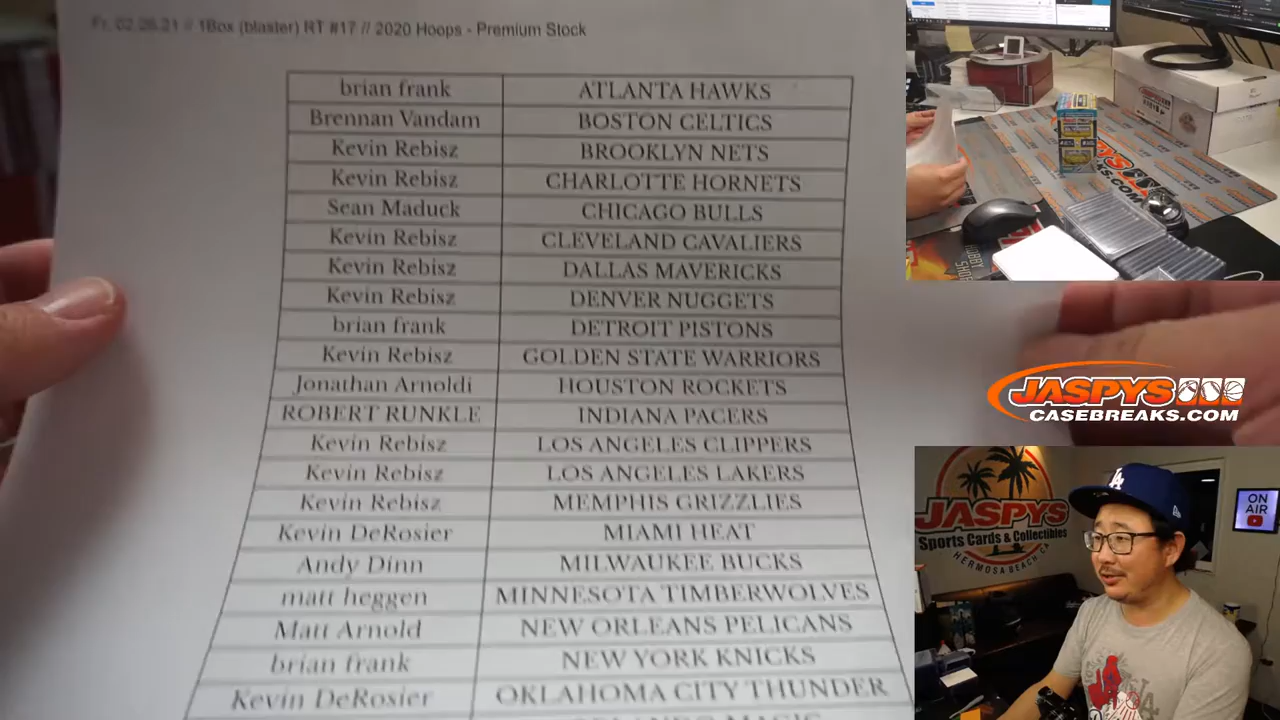 Fri, 02.26.21 // 1Box (blaster) RT #17 // 2020 Hoops - Premium Stock
brian frank ATLANTA HAWKS
Brennan Vandam BOSTON CELTICS
Kevin Rebisz BROOKLYN NETS
Kevin Rebisz CHARLOTTE HORNETS
Sean Maduck CHICAGO BULLS
Kevin Rebisz CLEVELAND CAVALIERS
Kevin Rebisz DALLAS MAVERICKS
Kevin Rebisz DENVER NUGGETS
brian frank DETROIT PISTONS
Kevin Rebisz GOLDEN STATE WARRIORS
Jonathan Arnoldi HOUSTON ROCKETS
ROBERT RUNKLE INDIANA PACERS
Kevin Rebisz LOS ANGELES CLIPPERS
Kevin Rebisz LOS ANGELES LAKERS
Kevin Rebisz MEMPHIS GRIZZLIES
Kevin DeRosier MIAMI HEAT
Andy Dinn MILWAUKEE BUCKS
matt heggen MINNESOTA TIMBERWOLVES
Matt Arnold NEW ORLEANS PELICANS
brian frank NEW YORK KNICKS
Kevin DeRosier OKLAHOMA CITY THUNDER
ORLANDO MAGIC
JASPYS
CASEBREAKS.COM
JASPYS
Sports Cards & Collectibles
HERMOSA BEACH, CA
LA
ON
AIR